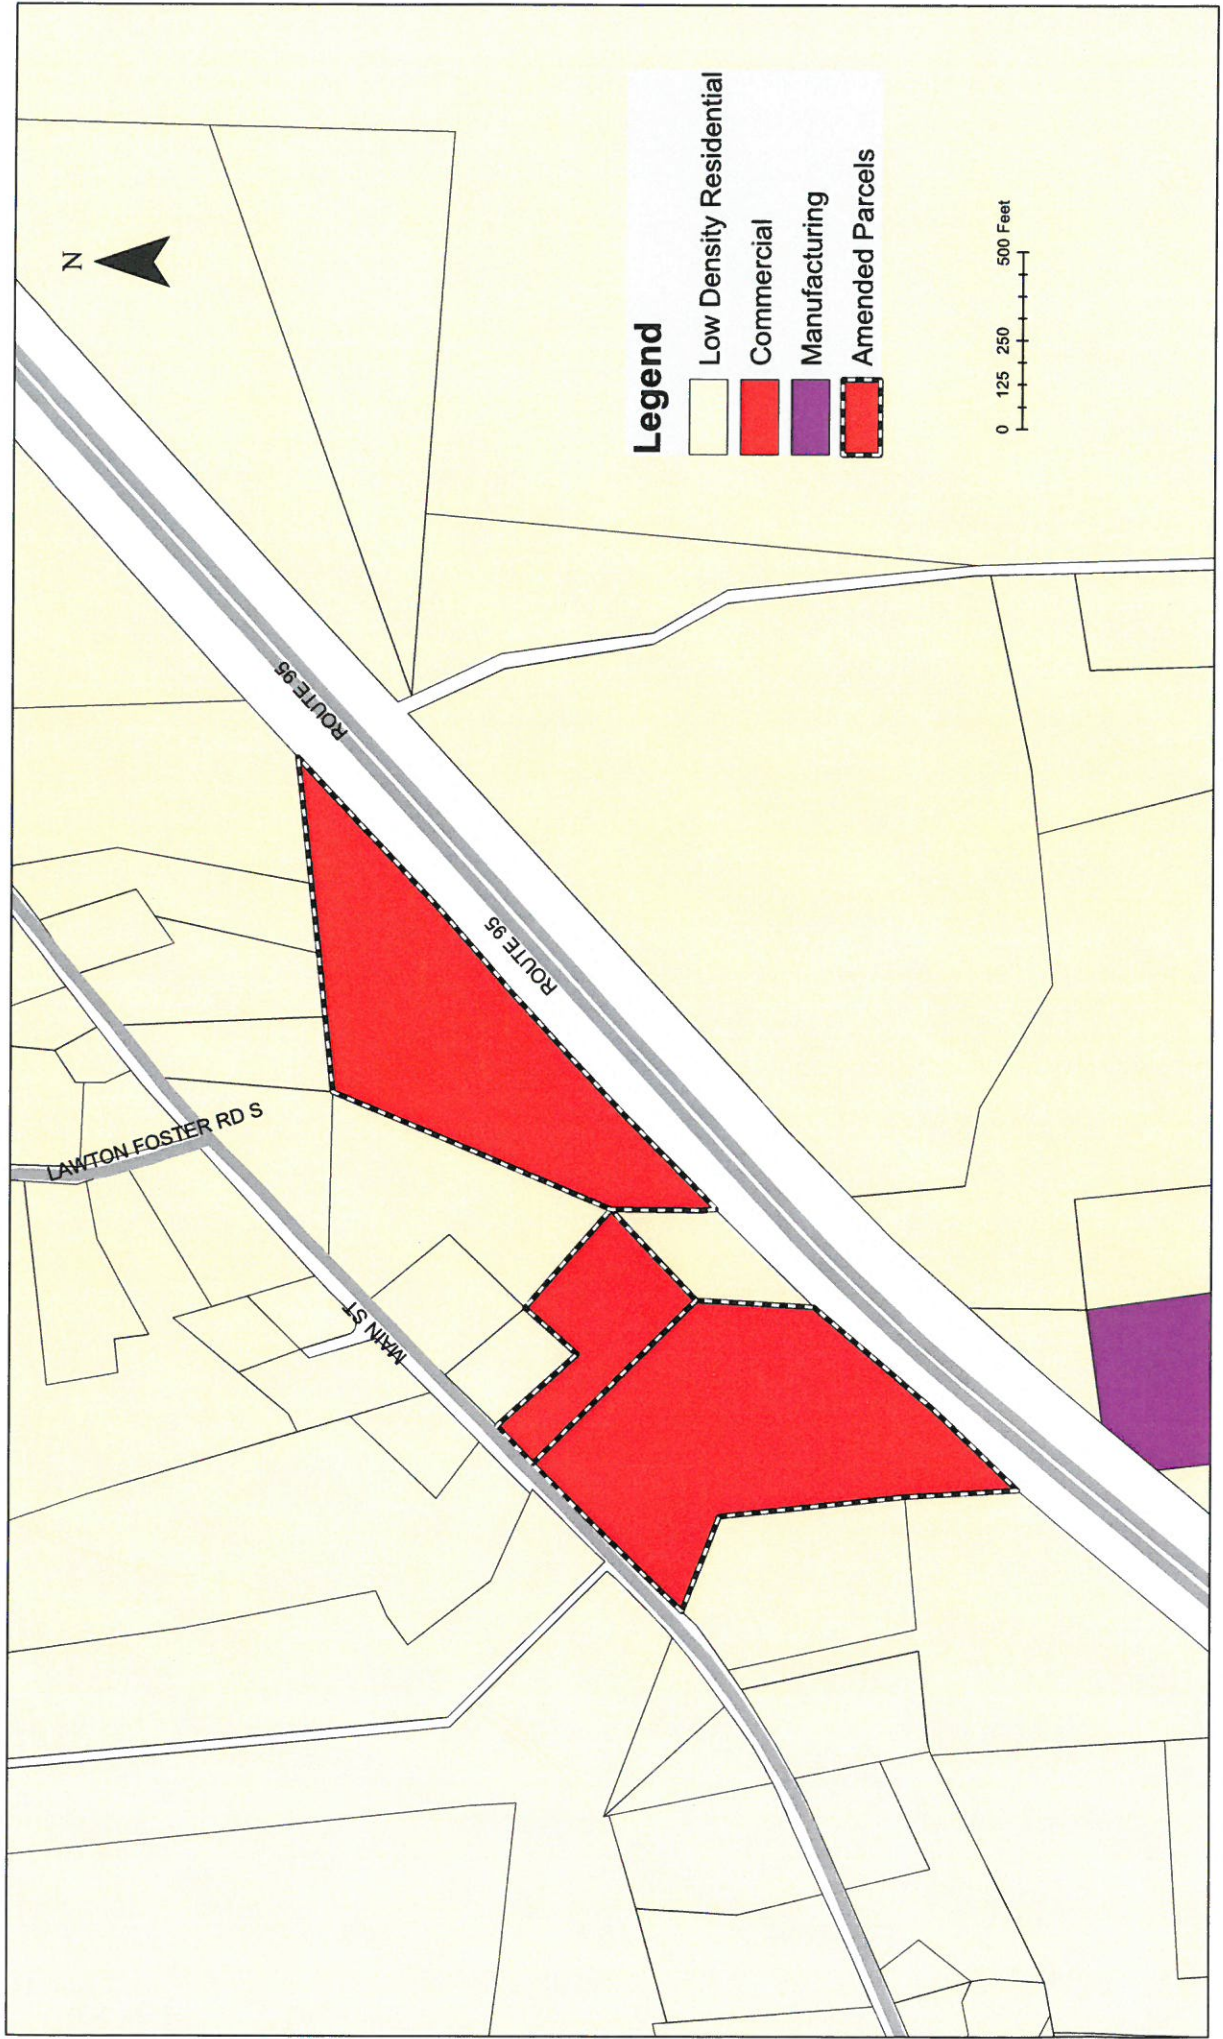 N
ROUTE 95
ROUTE 95
LAWTON FOSTER RD S
MAIN ST
Legend
Low Density Residential
Commercial
Manufacturing
Amended Parcels
0 125 250 500 Feet